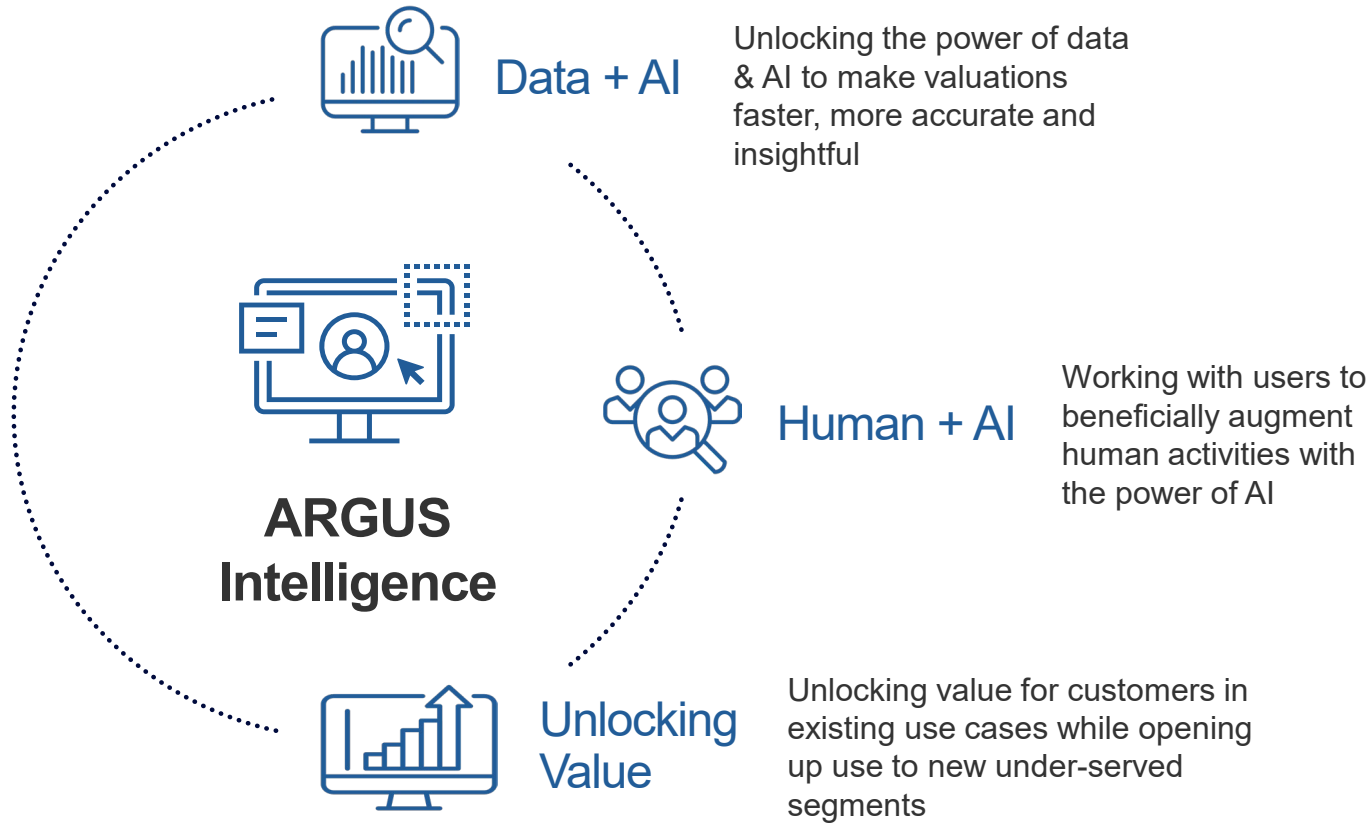 Data + AI
Unlocking the power of data
& AI to make valuations
faster, more accurate and
insightful
ARGUS
Intelligence
Human + AI
Working with users to
beneficially augment
human activities with
the power of AI
Unlocking
Value
Unlocking value for customers in
existing use cases while opening
up use to new under-served
segments